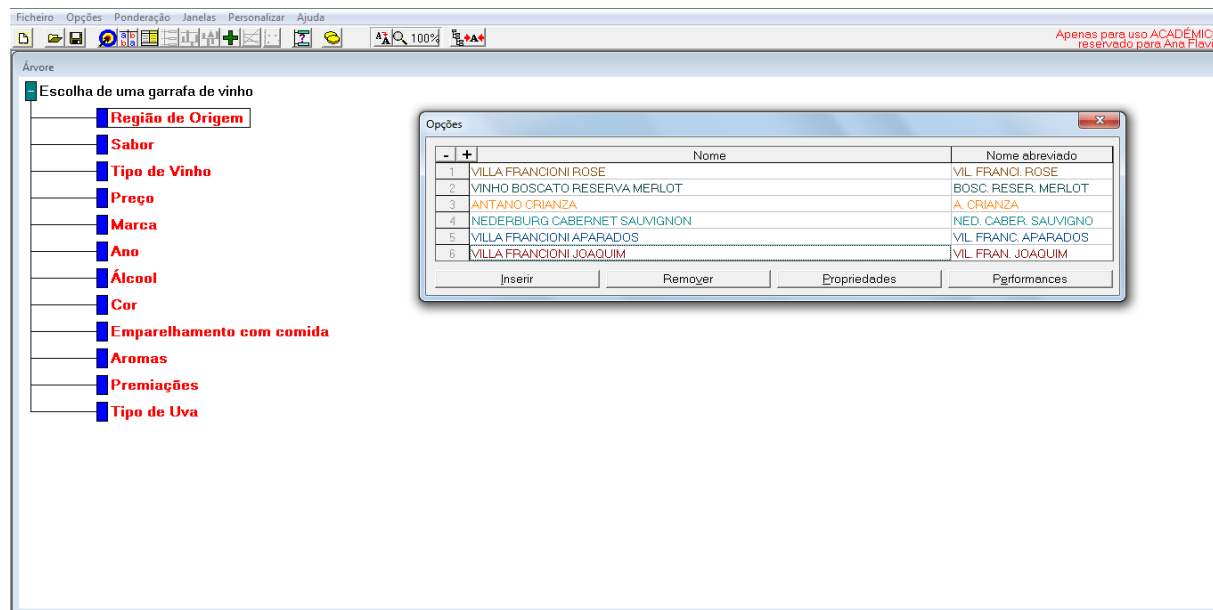 Ficheiro Opções Ponderação Janelas Personalizar Ajuda
100%
Apenas para uso ACADÉMIC
reservado para Ana Flavi
Árvore
Escolha de uma garrafa de vinho
Região de Origem
Sabor
Tipo de Vinho
Preço
Marca
Ano
Álcool
Cor
Emparelhamento com comida
Aromas
Premiações
Tipo de Uva
Opções
- + Nome Nome abreviado
1 VILLA FRANCIONI ROSE VIL. FRANCI. ROSE
2 VINHO BOSCATO RESERVA MERLOT BOSC. RESER. MERLOT
3 ANTANO CRIANZA A. CRIANZA
4 NEDERBURG CABERNET SAUVIGNON NED. CABER. SAUVIGNO
5 VILLA FRANCIONI APARADOS VIL. FRANC. APARADOS
6 VILLA FRANCIONI JOAQUIM VIL. FRAN. JOAQUIM
Inserir Remover Propriedades Performances